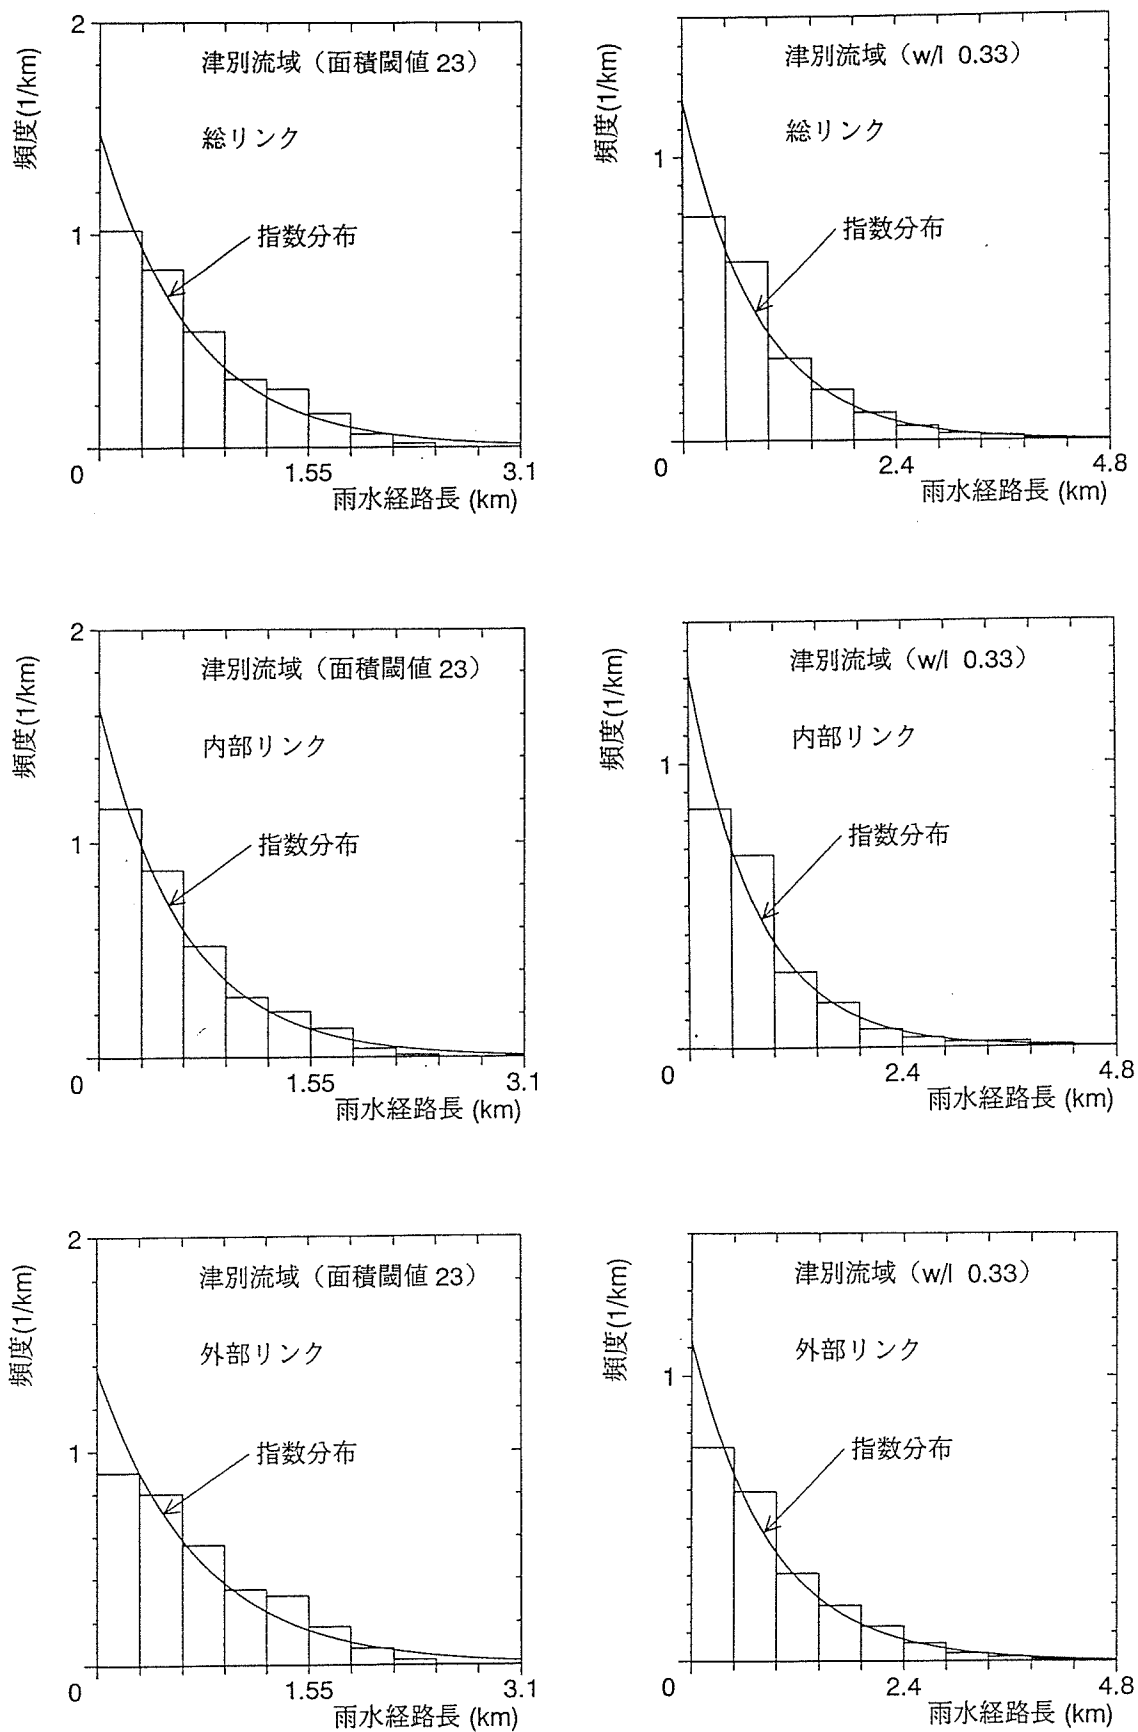 2
津別流域（面積閾値 23）
総リンク
頻度(1/km)
指数分布
1
0
1.55
3.1
雨水経路長 (km)
津別流域（w/l 0.33）
総リンク
頻度(1/km)
1
指数分布
0
2.4
4.8
雨水経路長 (km)
2
津別流域（面積閾値 23）
内部リンク
頻度(1/km)
指数分布
1
0
1.55
3.1
雨水経路長 (km)
津別流域（w/l 0.33）
内部リンク
頻度(1/km)
1
指数分布
0
2.4
4.8
雨水経路長 (km)
2
津別流域（面積閾値 23）
外部リンク
頻度(1/km)
指数分布
1
0
1.55
3.1
雨水経路長 (km)
津別流域（w/l 0.33）
外部リンク
頻度(1/km)
1
指数分布
0
2.4
4.8
雨水経路長 (km)